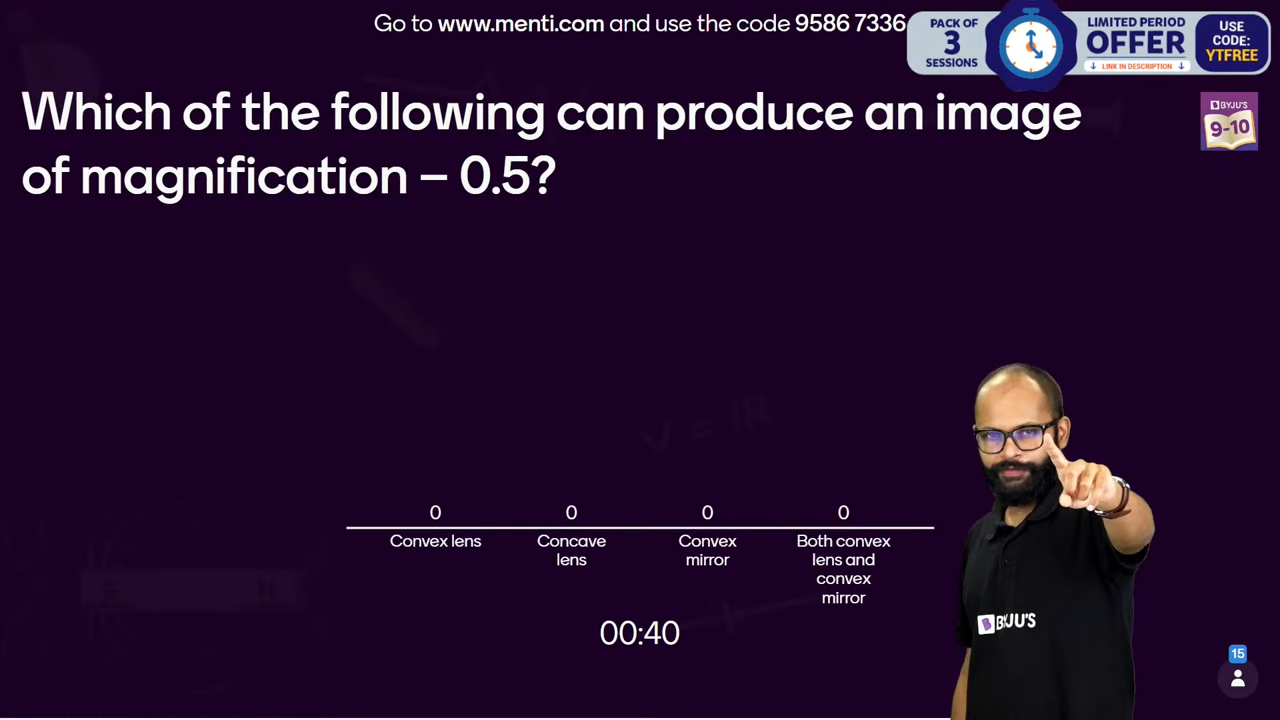 Go to www.menti.com and use the code 9586 7336
PACK OF
3
SESSIONS
LIMITED PERIOD
OFFER
↓ LINK IN DESCRIPTION ↓
USE
CODE:
YTFREE
Which of the following can produce an image
of magnification – 0.5?
BYJU'S
9-10
V = IR
0 0 0 0
Convex lens
Concave
lens
Convex
mirror
Both convex
lens and
convex
mirror
00:40
N
BYJU'S
15